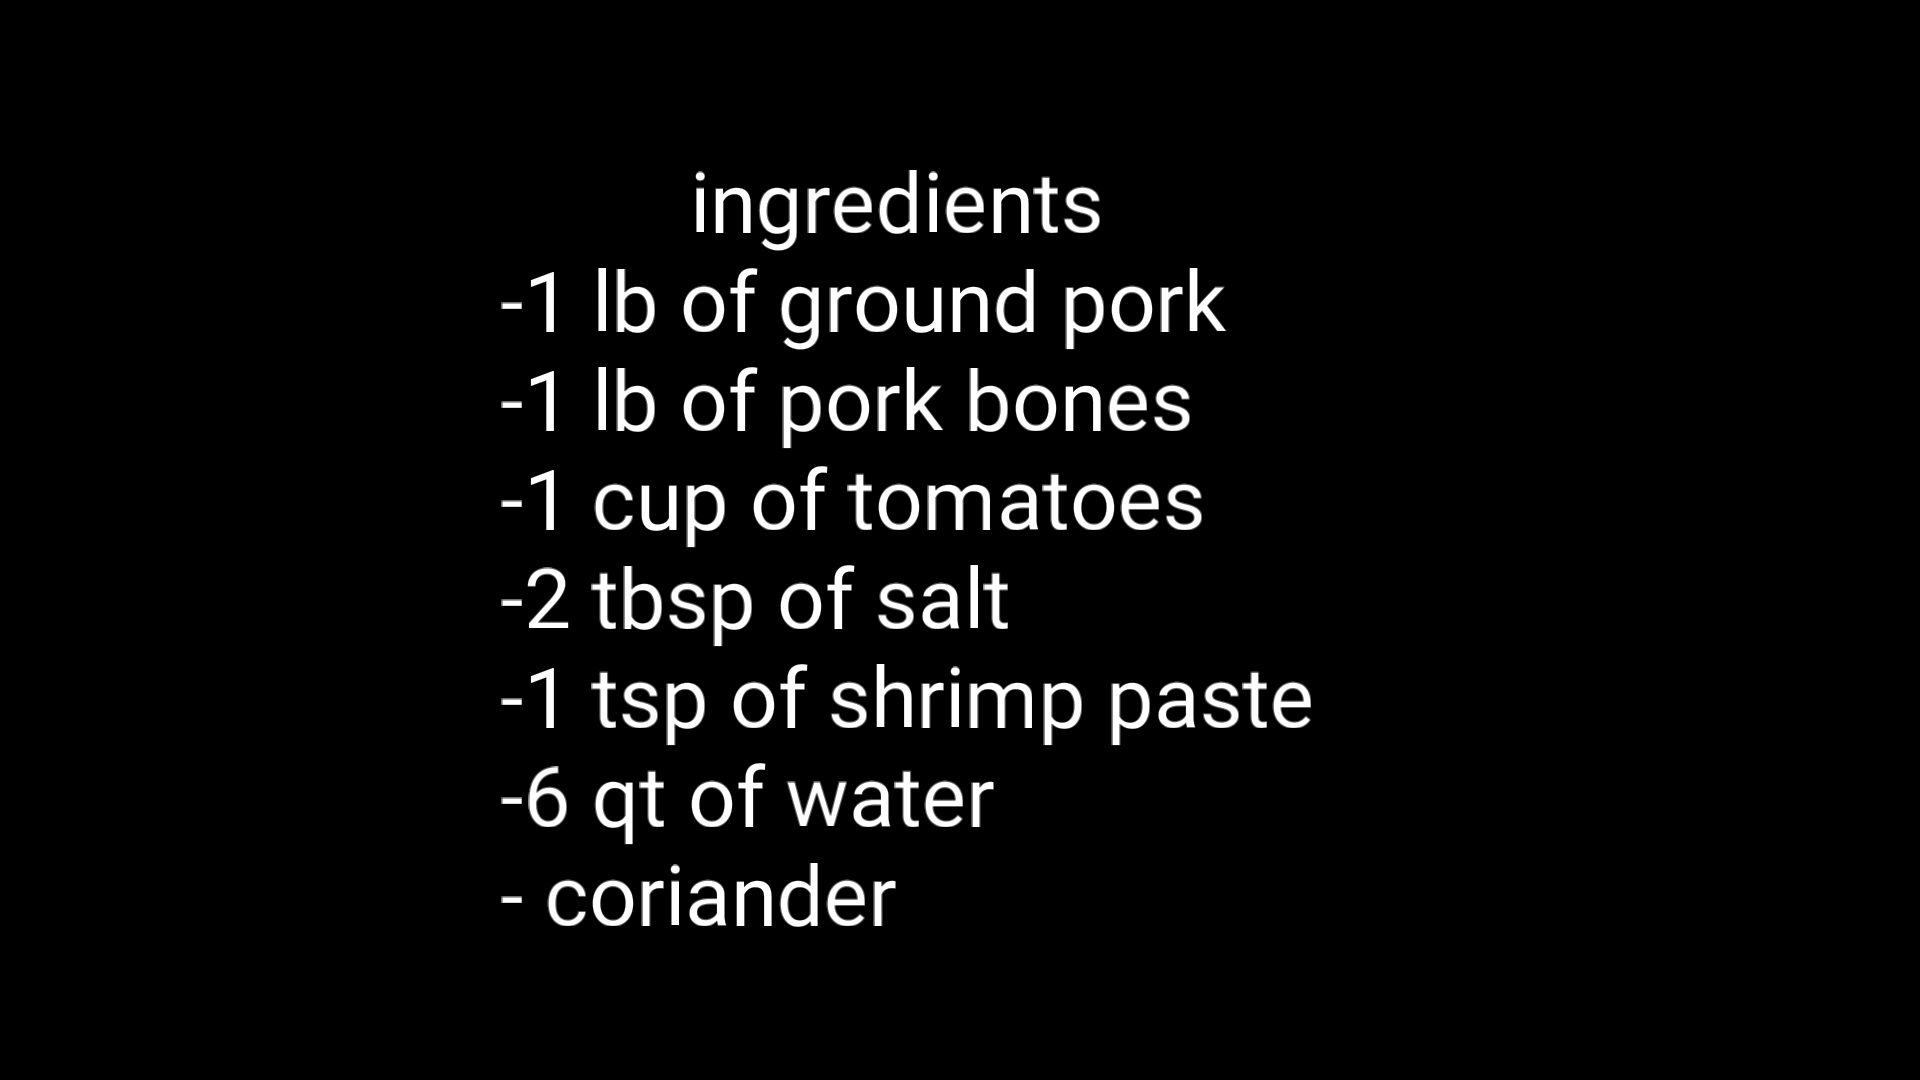 ingredients
-1 lb of ground pork
-1 lb of pork bones
-1 cup of tomatoes
-2 tbsp of salt
-1 tsp of shrimp paste
-6 qt of water
- coriander